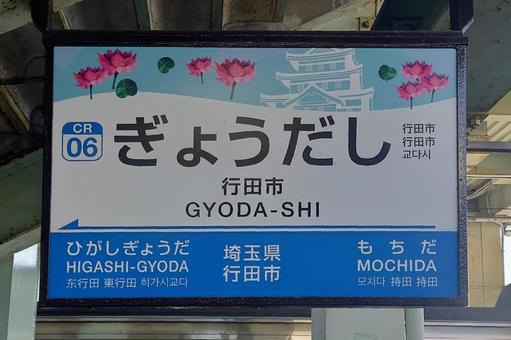 CR
06
ぎょうだし
行田市
行田市
교다시
行田市
GYODA-SHI
ひがしぎょうだ
HIGASHI-GYODA
东行田 東行田 히가시교다
埼玉県
行田市
もちだ
MOCHIDA
모치다 持田 持田